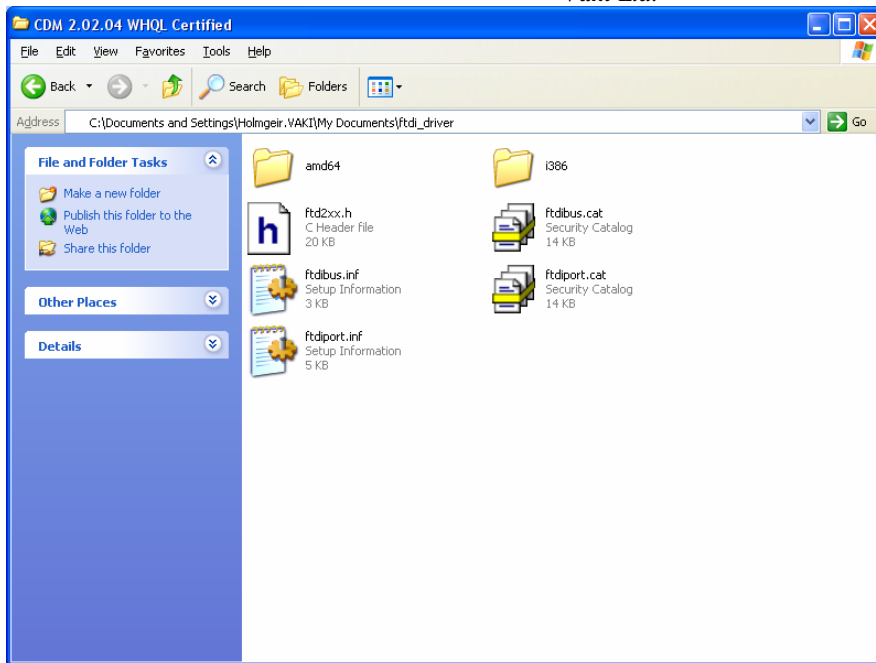 CDM 2.02.04 WHQL Certified
File Edit View Favorites Tools Help
Back Search Folders
Address C:\Documents and Settings\Holmgeir.VAKI\My Documents\ftdi_driver Go
File and Folder Tasks
Make a new folder
Publish this folder to the
Web
Share this folder
Other Places
Details
amd64
i386
ftd2xx.h
C Header file
20 KB
ftdibus.cat
Security Catalog
14 KB
ftdibus.inf
Setup Information
3 KB
ftdiport.cat
Security Catalog
14 KB
ftdiport.inf
Setup Information
5 KB